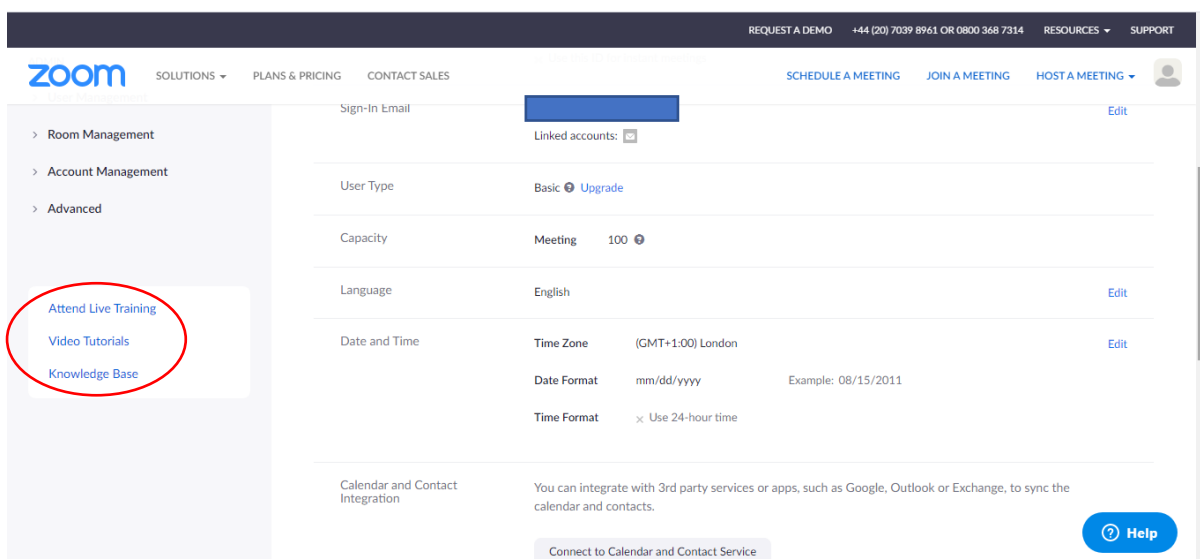 REQUEST A DEMO +44 (20) 7039 8961 OR 0800 368 7314 RESOURCES SUPPORT
zoom SOLUTIONS PLANS & PRICING CONTACT SALES SCHEDULE A MEETING JOIN A MEETING HOST A MEETING
Sign-In Email Edit
Linked accounts:
Room Management
Account Management
Advanced
User Type Basic Upgrade
Capacity Meeting 100
Language English Edit
Attend Live Training
Video Tutorials
Knowledge Base
Date and Time Time Zone (GMT+1:00) London Edit
Date Format mm/dd/yyyy Example: 08/15/2011
Time Format × Use 24-hour time
Calendar and Contact
Integration
You can integrate with 3rd party services or apps, such as Google, Outlook or Exchange, to sync the
calendar and contacts.
Connect to Calendar and Contact Service
Help